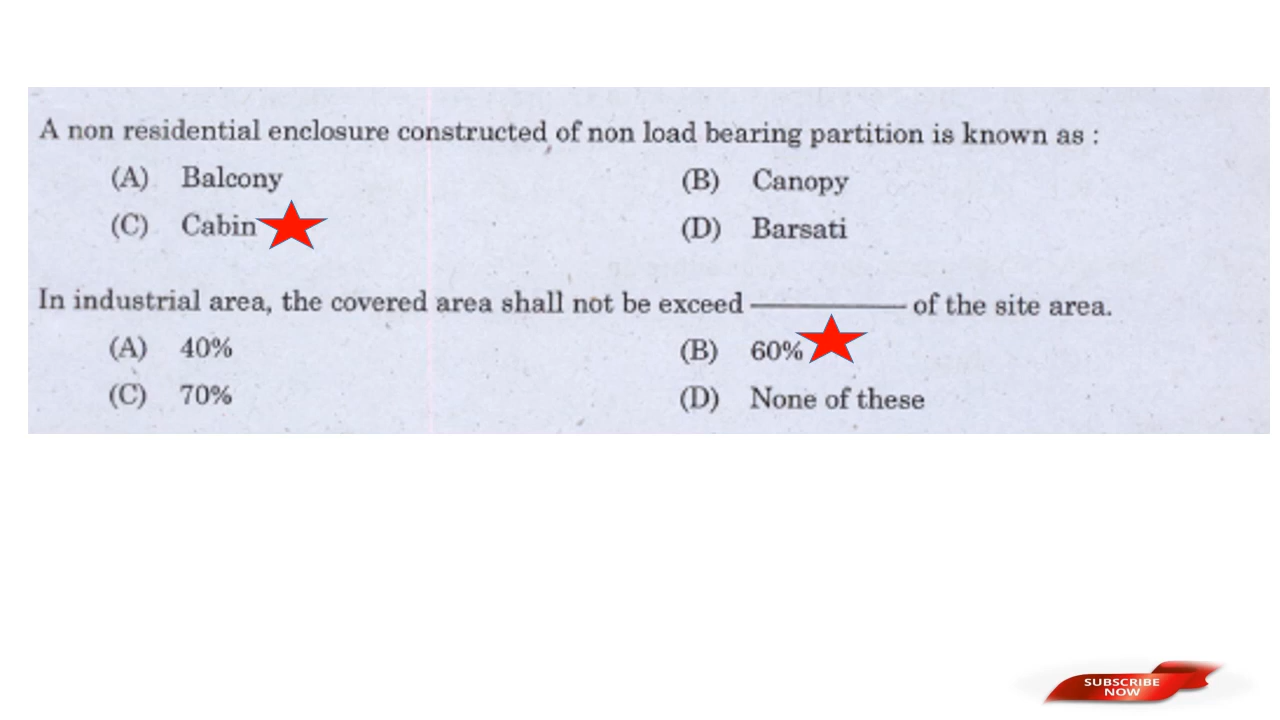 A non residential enclosure constructed of non load bearing partition is known as :
(A) Balcony (B) Canopy
(C) Cabin (D) Barsati
In industrial area, the covered area shall not be exceed ———— of the site area.
(A) 40% (B) 60%
(C) 70% (D) None of these
SUBSCRIBE
NOW